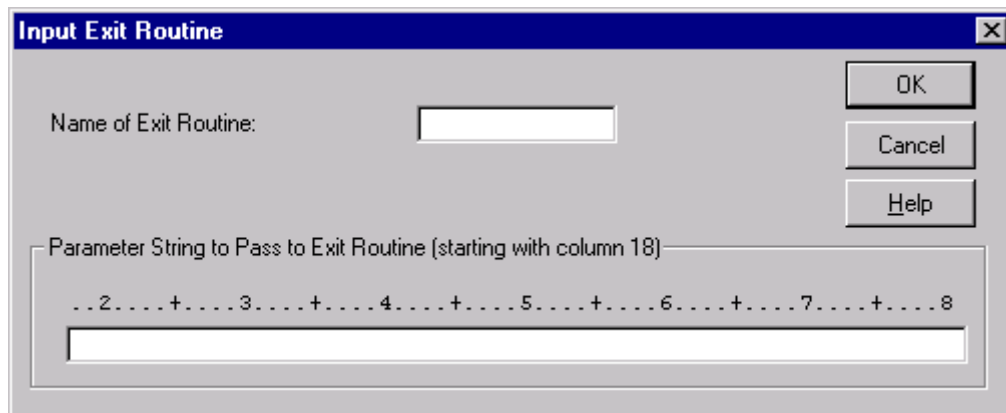 Input Exit Routine
OK
Name of Exit Routine:
Cancel
Help
Parameter String to Pass to Exit Routine (starting with column 18)
..2....+....3....+....4....+....5....+....6....+....7....+....8